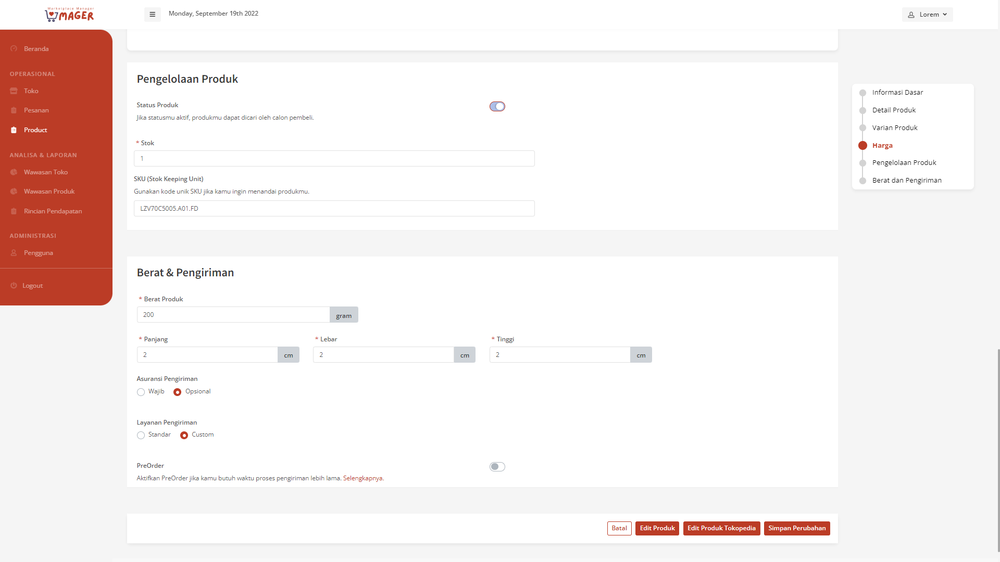 Marketplace Manager
MAGER
Monday, September 19th 2022
Lorem
Beranda
OPERASIONAL
Toko
Pesanan
Product
ANALISA & LAPORAN
Wawasan Toko
Wawasan Produk
Rincian Pendapatan
ADMINISTRASI
Pengguna
Logout
Pengelolaan Produk
Status Produk
Jika statusmu aktif, produkmu dapat dicari oleh calon pembeli.
* Stok
1
SKU (Stok Keeping Unit)
Gunakan kode unik SKU jika kamu ingin menandai produkmu.
LZV70C5005.A01.FD
Berat & Pengiriman
* Berat Produk
200 gram
* Panjang * Lebar * Tinggi
2 cm 2 cm 2 cm
Asuransi Pengiriman
Wajib Opsional
Layanan Pengiriman
Standar Custom
PreOrder
Aktifkan PreOrder jika kamu butuh waktu proses pengiriman lebih lama. Selengkapnya.
Batal Edit Produk Edit Produk Tokopedia Simpan Perubahan
Informasi Dasar
Detail Produk
Varian Produk
Harga
Pengelolaan Produk
Berat dan Pengiriman